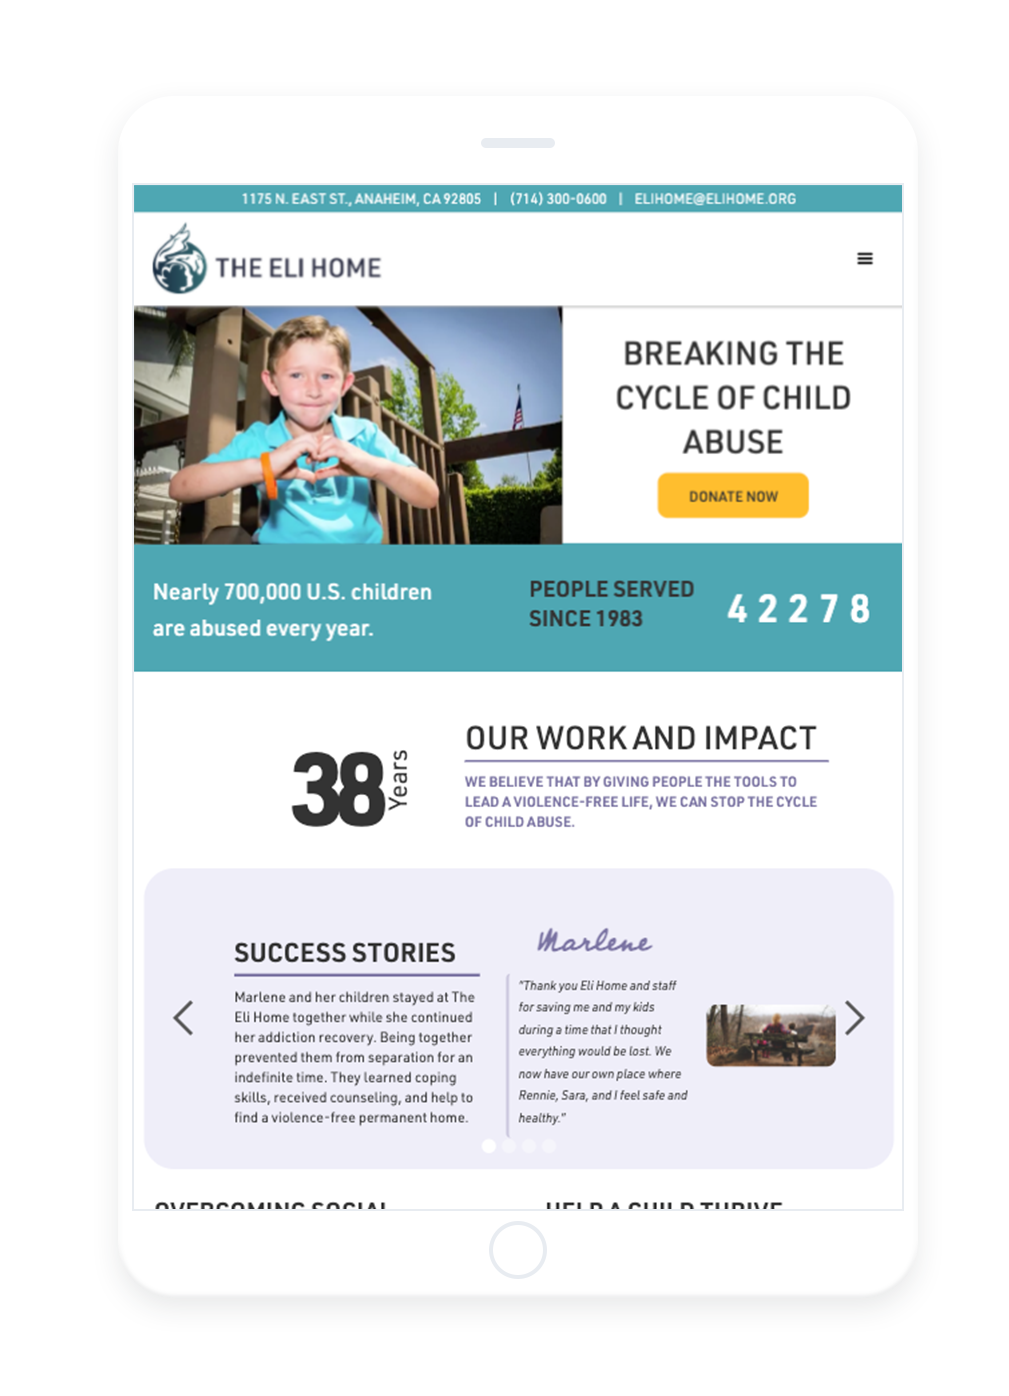 1175 N. EAST ST., ANAHEIM, CA 92805 | (714) 300-0600 | ELIHOME@ELIHOME.ORG
THE ELI HOME
BREAKING THE
CYCLE OF CHILD
ABUSE
DONATE NOW
Nearly 700,000 U.S. children
are abused every year.
PEOPLE SERVED
SINCE 1983
4 2 2 7 8
38
Years
OUR WORK AND IMPACT
WE BELIEVE THAT BY GIVING PEOPLE THE TOOLS TO
LEAD A VIOLENCE-FREE LIFE, WE CAN STOP THE CYCLE
OF CHILD ABUSE.
SUCCESS STORIES
Marlene and her children stayed at The
Eli Home together while she continued
her addiction recovery. Being together
prevented them from separation for an
indefinite time. They learned coping
skills, received counseling, and help to
find a violence-free permanent home.
Marlene
"Thank you Eli Home and staff
for saving me and my kids
during a time that I thought
everything would be lost. We
now have our own place where
Rennie, Sara, and I feel safe and
healthy."
OVERCOMING SOCIAL
HELP A CHILD THRIVE